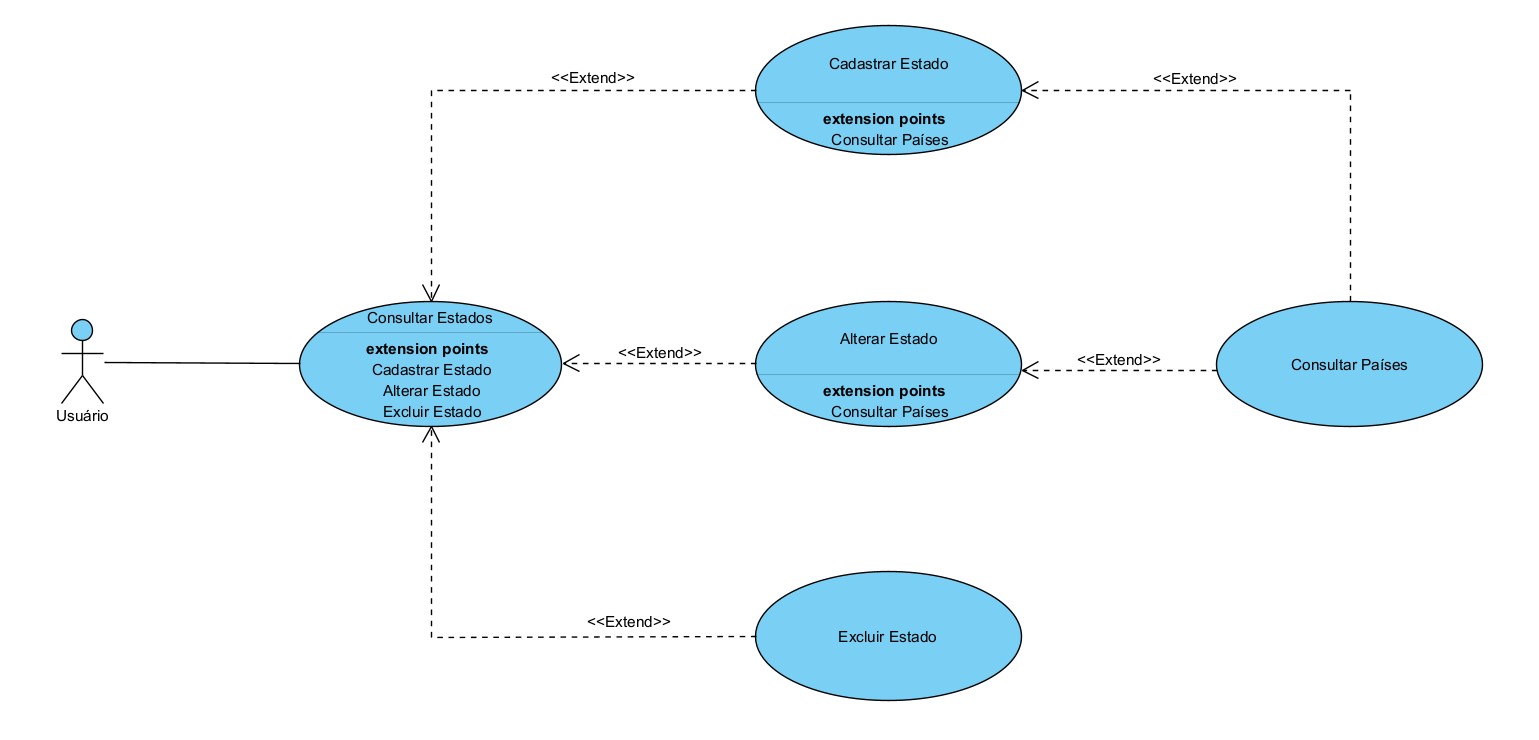 <<Extend>>
Cadastrar Estado
extension points
Consultar Países
<<Extend>>
Usuário
Consultar Estados
extension points
Cadastrar Estado
Alterar Estado
Excluir Estado
<<Extend>>
Alterar Estado
extension points
Consultar Países
<<Extend>>
Consultar Países
<<Extend>>
Excluir Estado